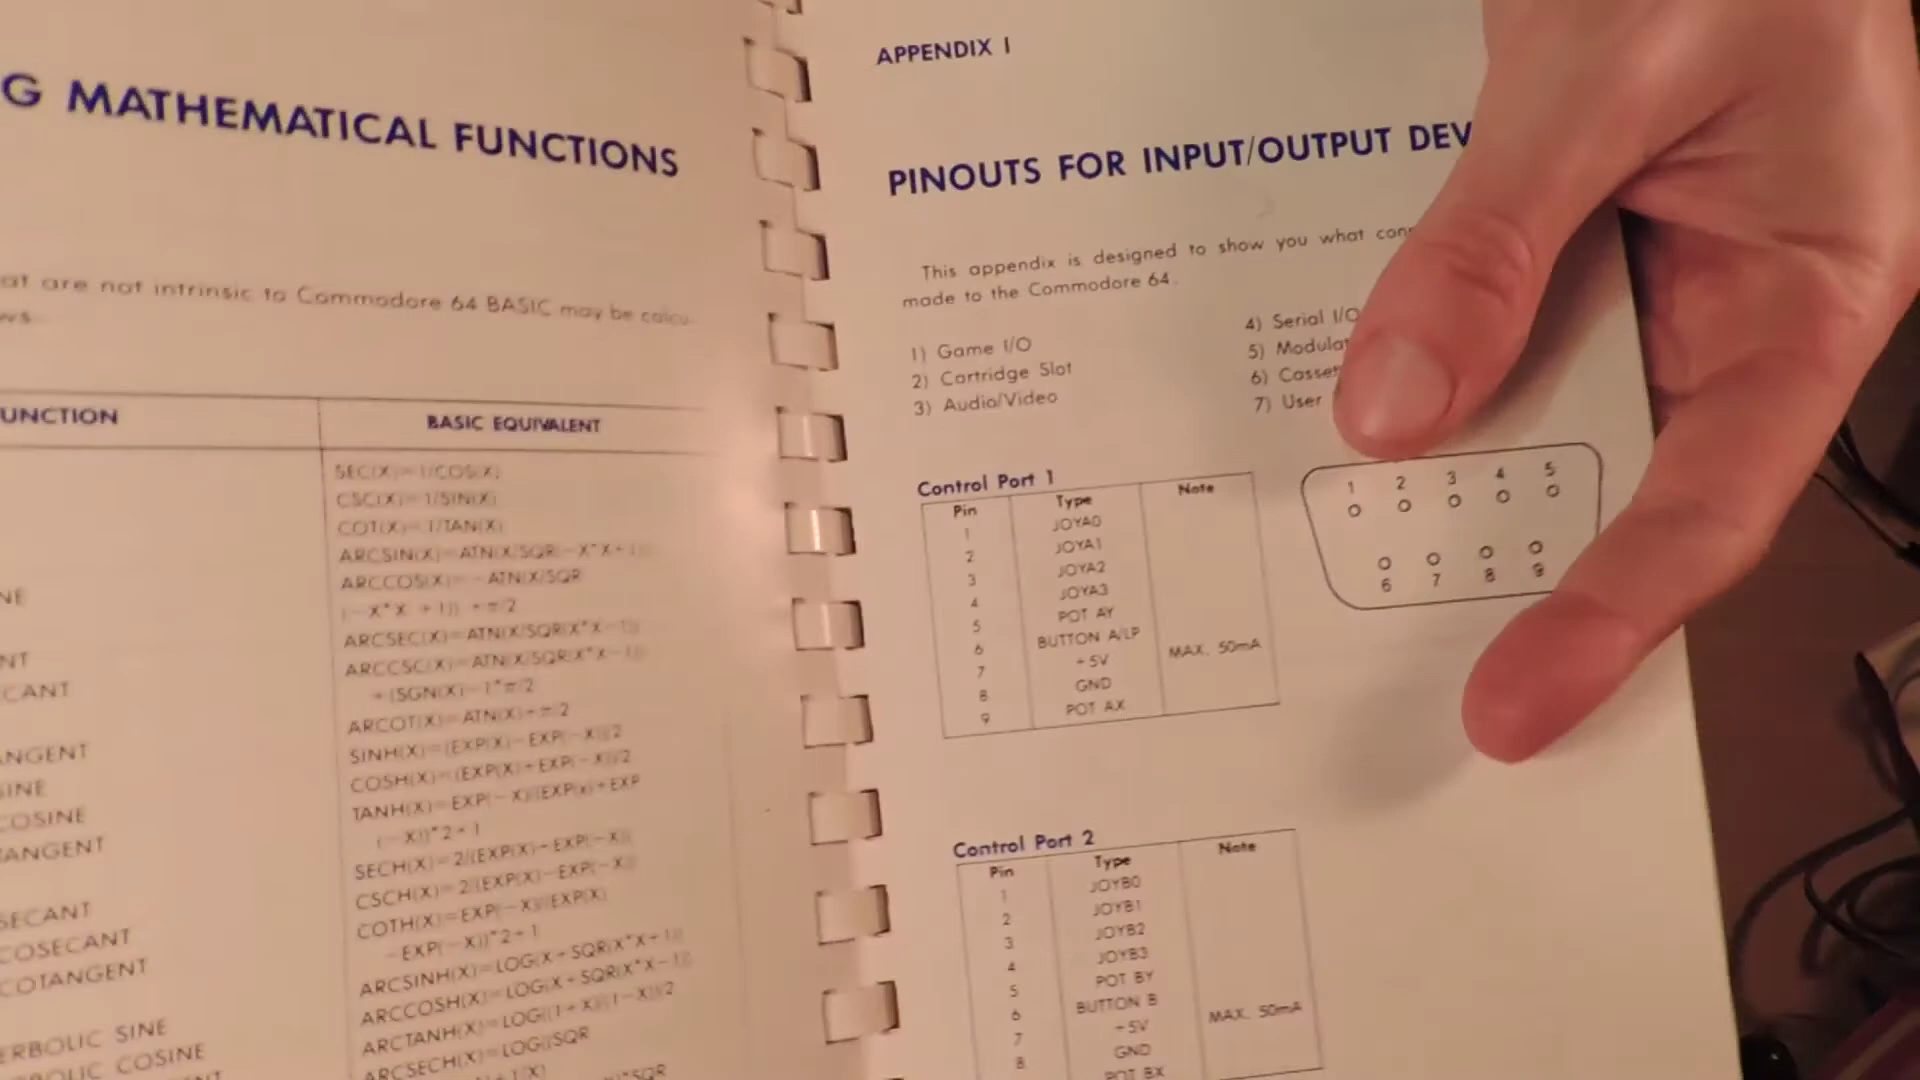 G MATHEMATICAL FUNCTIONS
at are not intrinsic to Commodore 64 BASIC may be calcu-
ws.
UNCTION BASIC EQUIVALENT
SEC(X)=1/COS(X)
CSC(X)=1/SIN(X)
COT(X)=1/TAN(X)
ARCSIN(X)=ATN(X/SQR(-X*X+1))
NE ARCCOS(X)=-ATN(X/SQR
(-X*X+1))+π/2
ARCSEC(X)=ATN(X/SQR(X*X-1))
NT ARCCSC(X)=ATN(X/SQR(X*X-1))
CANT +(SGN(X)-1*π/2
ARCOT(X)=ATN(X)+π/2
ANGENT SINH(X)=(EXP(X)-EXP(-X))/2
SINE COSH(X)=(EXP(X)+EXP(-X))/2
COSINE TANH(X)=EXP(-X)/(EXP(x)+EXP
ANGENT (-X))*2+1
SECH(X)=2/(EXP(X)+EXP(-X))
SECANT CSCH(X)=2/(EXP(X)-EXP(-X))
COSECANT COTH(X)=EXP(-X)/(EXP(X)
COTANGENT -EXP(-X))*2+1
ARCSINH(X)=LOG(X+SQR(X*X+1))
ARCCOSH(X)=LOG(X+SQR(X*X-1))
ERBOLIC SINE ARCTANH(X)=LOG((1+X)/(1-X))/2
RBOLIC COSINE ARCSECH(X)=LOG((SQR
APPENDIX I
PINOUTS FOR INPUT/OUTPUT DEV
This appendix is designed to show you what con
made to the Commodore 64.
1) Game I/O 4) Serial I/O
2) Cartridge Slot 5) Modulat
3) Audio/Video 6) Casset
7) User
Control Port 1
Pin Type Note
1 JOYA0
2 JOYA1
3 JOYA2
4 JOYA3
5 POT AY
6 BUTTON A/LP
7 +5V MAX. 50mA
8 GND
9 POT AX
1 2 3 4 5
6 7 8 9
Control Port 2
Pin Type Note
1 JOYB0
2 JOYB1
3 JOYB2
4 JOYB3
5 POT BY
6 BUTTON B
7 +5V MAX. 50mA
8 GND
POT BX